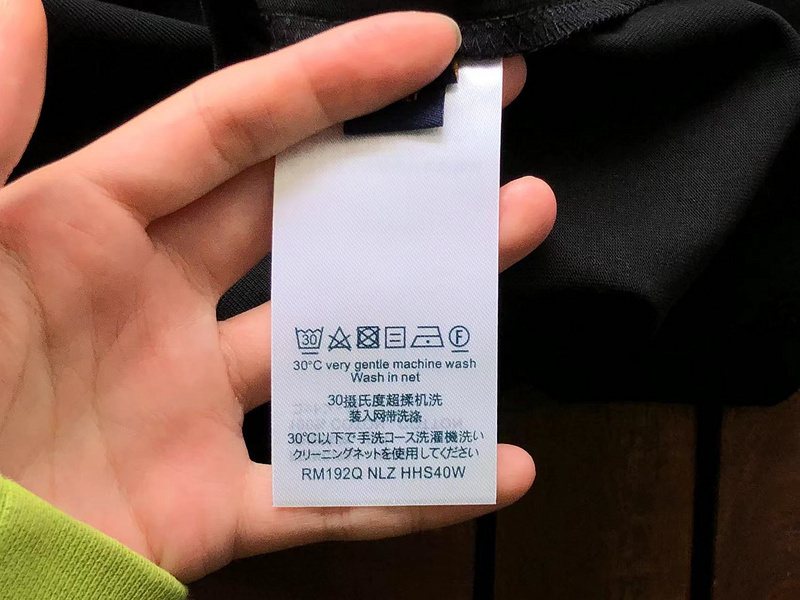 30 F
30°C very gentle machine wash
Wash in net
30摄氏度超揉机洗
装入网带洗涤
30℃以下で手洗コース洗濯機洗い
クリーニングネットを使用してください
RM192Q NLZ HHS40W